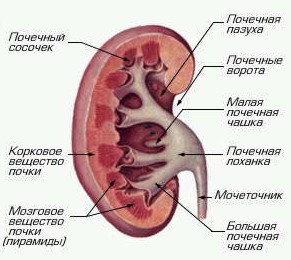 Почечный
сосочек
Корковое
вещество
почки
Мозговое
вещество
почки
(пирамиды)
Почечная
пазуха
Почечные
ворота
Малая
почечная
чашка
Почечная
лоханка
Мочеточник
Большая
почечная
чашка